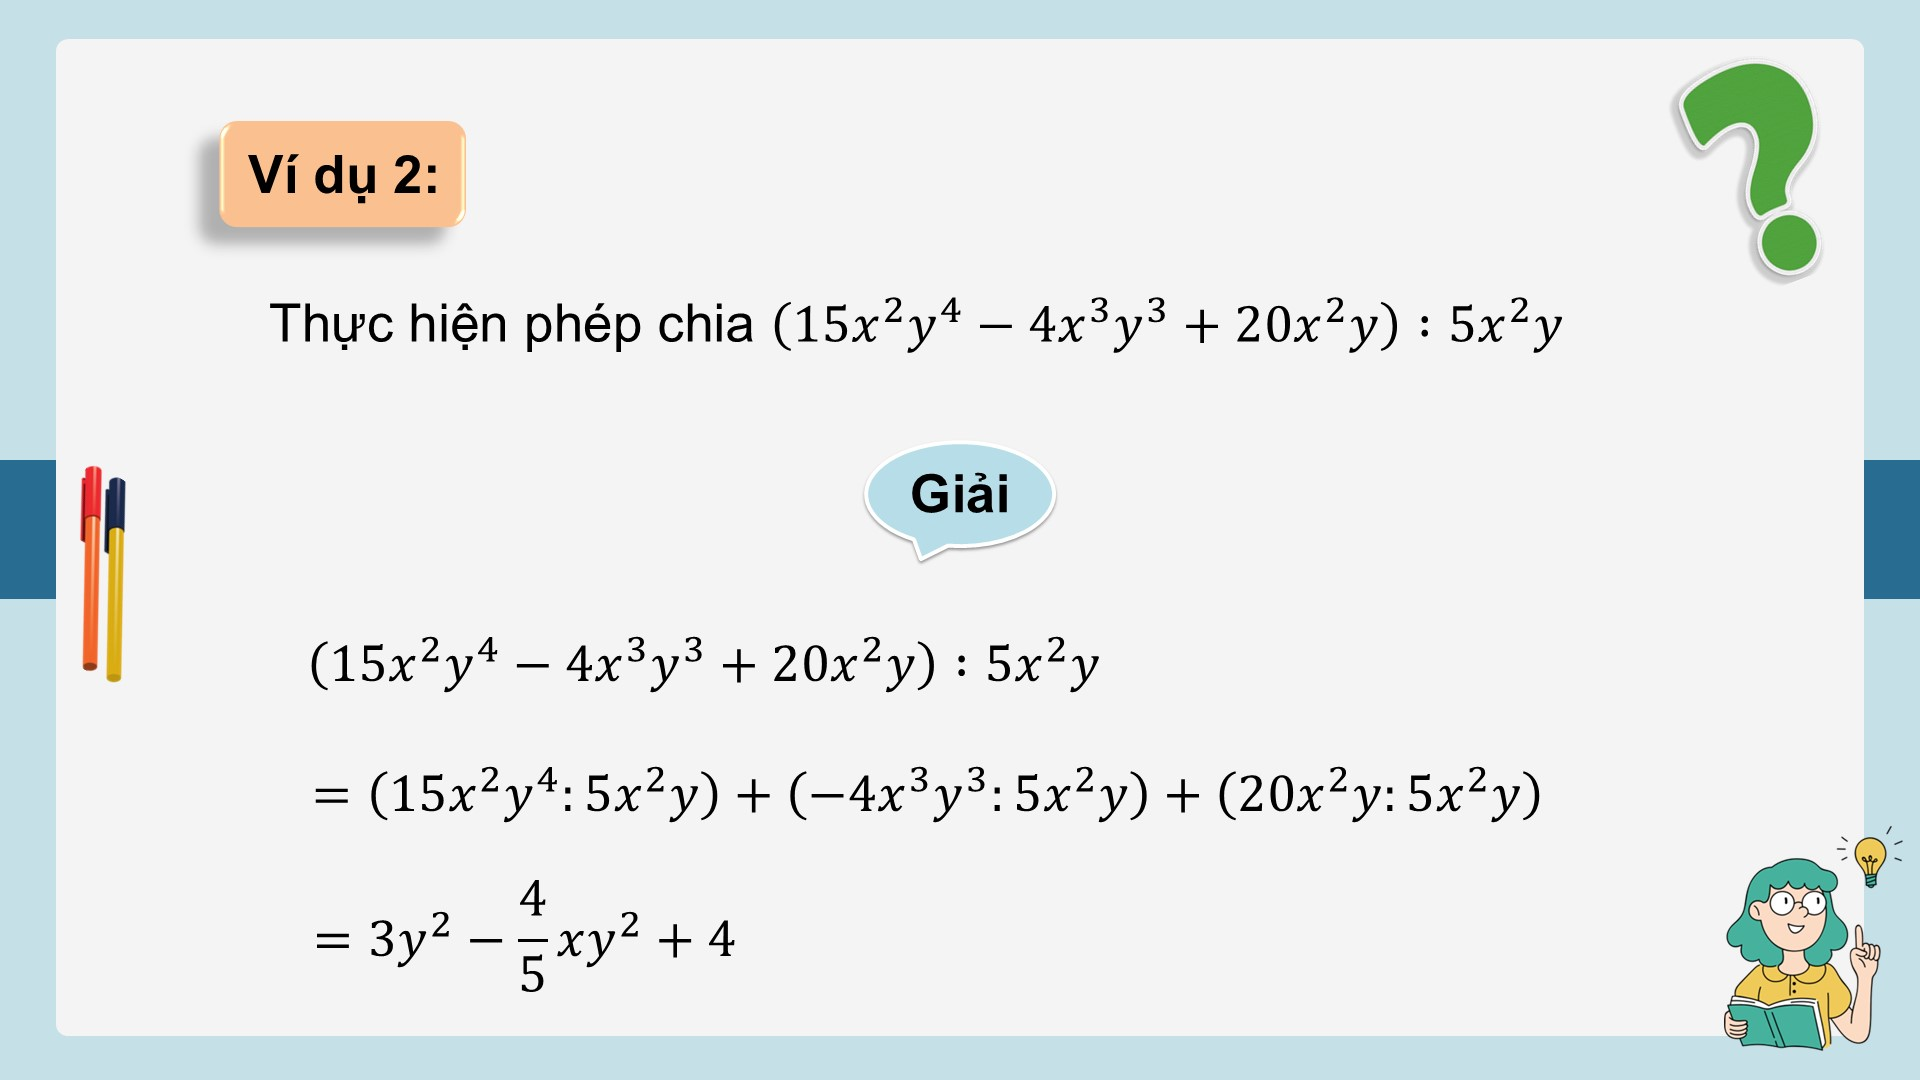 Ví dụ 2:
Thực hiện phép chia (15x²y⁴ − 4x³y³ + 20x²y) : 5x²y
Giải
(15x²y⁴ − 4x³y³ + 20x²y) : 5x²y
= (15x²y⁴: 5x²y) + (−4x³y³: 5x²y) + (20x²y: 5x²y)
= 3y² − 4/5 xy² + 4